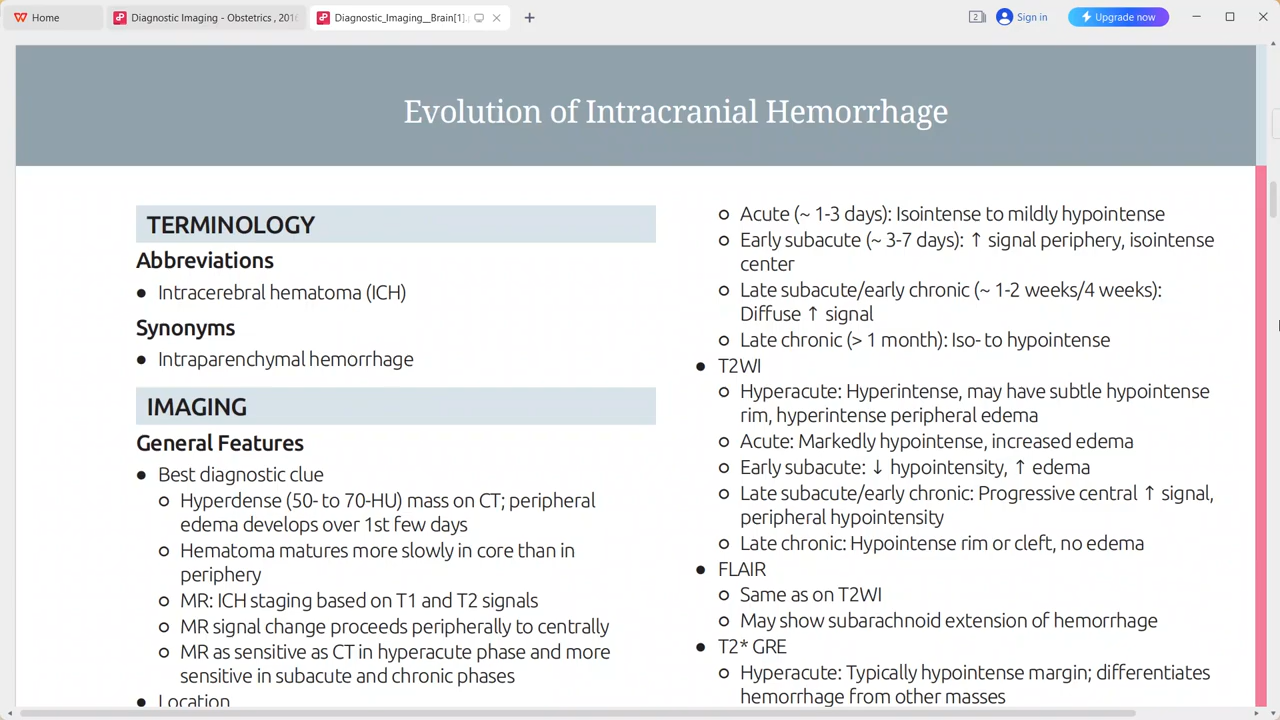 Home
Diagnostic Imaging - Obstetrics , 201
Diagnostic_Imaging__Brain[1].
2
Sign in
Upgrade now
Evolution of Intracranial Hemorrhage
TERMINOLOGY
Abbreviations
● Intracerebral hematoma (ICH)
Synonyms
● Intraparenchymal hemorrhage
IMAGING
General Features
● Best diagnostic clue
○ Hyperdense (50- to 70-HU) mass on CT; peripheral
edema develops over 1st few days
○ Hematoma matures more slowly in core than in
periphery
○ MR: ICH staging based on T1 and T2 signals
○ MR signal change proceeds peripherally to centrally
○ MR as sensitive as CT in hyperacute phase and more
sensitive in subacute and chronic phases
● Location
○ Acute (~ 1-3 days): Isointense to mildly hypointense
○ Early subacute (~ 3-7 days): ↑ signal periphery, isointense
center
○ Late subacute/early chronic (~ 1-2 weeks/4 weeks):
Diffuse ↑ signal
○ Late chronic (> 1 month): Iso- to hypointense
● T2WI
○ Hyperacute: Hyperintense, may have subtle hypointense
rim, hyperintense peripheral edema
○ Acute: Markedly hypointense, increased edema
○ Early subacute: ↓ hypointensity, ↑ edema
○ Late subacute/early chronic: Progressive central ↑ signal,
peripheral hypointensity
○ Late chronic: Hypointense rim or cleft, no edema
● FLAIR
○ Same as on T2WI
○ May show subarachnoid extension of hemorrhage
● T2* GRE
○ Hyperacute: Typically hypointense margin; differentiates
hemorrhage from other masses